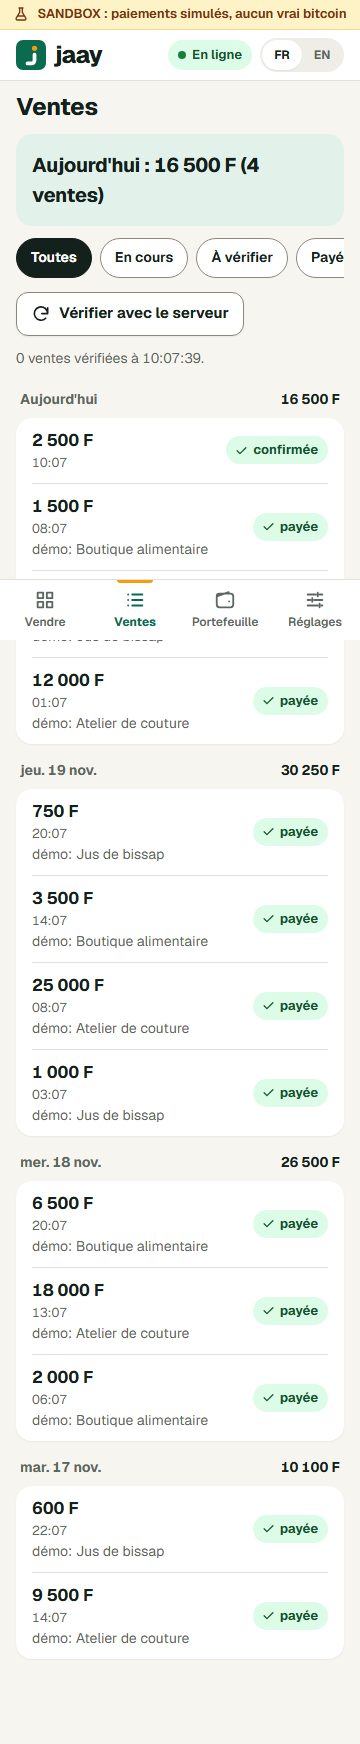 SANDBOX : paiements simulés, aucun vrai bitcoin
jaay
En ligne
FR
EN
Ventes
Aujourd'hui : 16 500 F (4
ventes)
Toutes
En cours
À vérifier
Payé
Vérifier avec le serveur
0 ventes vérifiées à 10:07:39.
Aujourd'hui
16 500 F
2 500 F
10:07
confirmée
1 500 F
08:07
démo: Boutique alimentaire
payée
Vendre
Ventes
Portefeuille
Réglages
12 000 F
01:07
démo: Atelier de couture
payée
jeu. 19 nov.
30 250 F
750 F
20:07
démo: Jus de bissap
payée
3 500 F
14:07
démo: Boutique alimentaire
payée
25 000 F
08:07
démo: Atelier de couture
payée
1 000 F
03:07
démo: Jus de bissap
payée
mer. 18 nov.
26 500 F
6 500 F
20:07
démo: Boutique alimentaire
payée
18 000 F
13:07
démo: Atelier de couture
payée
2 000 F
06:07
démo: Boutique alimentaire
payée
mar. 17 nov.
10 100 F
600 F
22:07
démo: Jus de bissap
payée
9 500 F
14:07
démo: Atelier de couture
payée